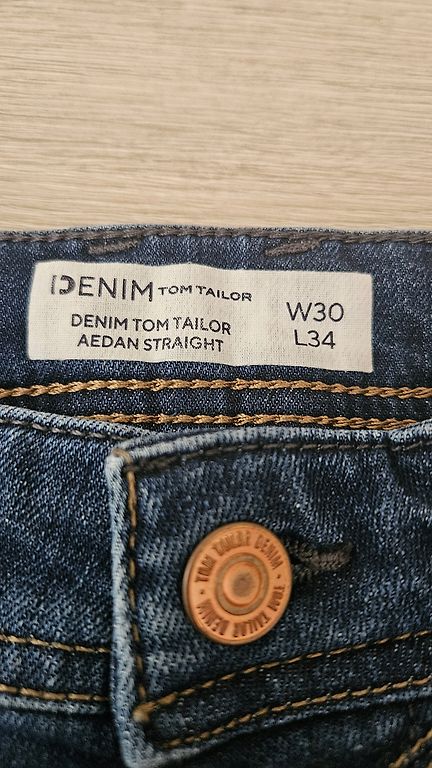 DENIM TOM TAILOR
DENIM TOM TAILOR
AEDAN STRAIGHT
W30
L34
TOM TAILOR DENIM · TOM TAILOR DENIM ·